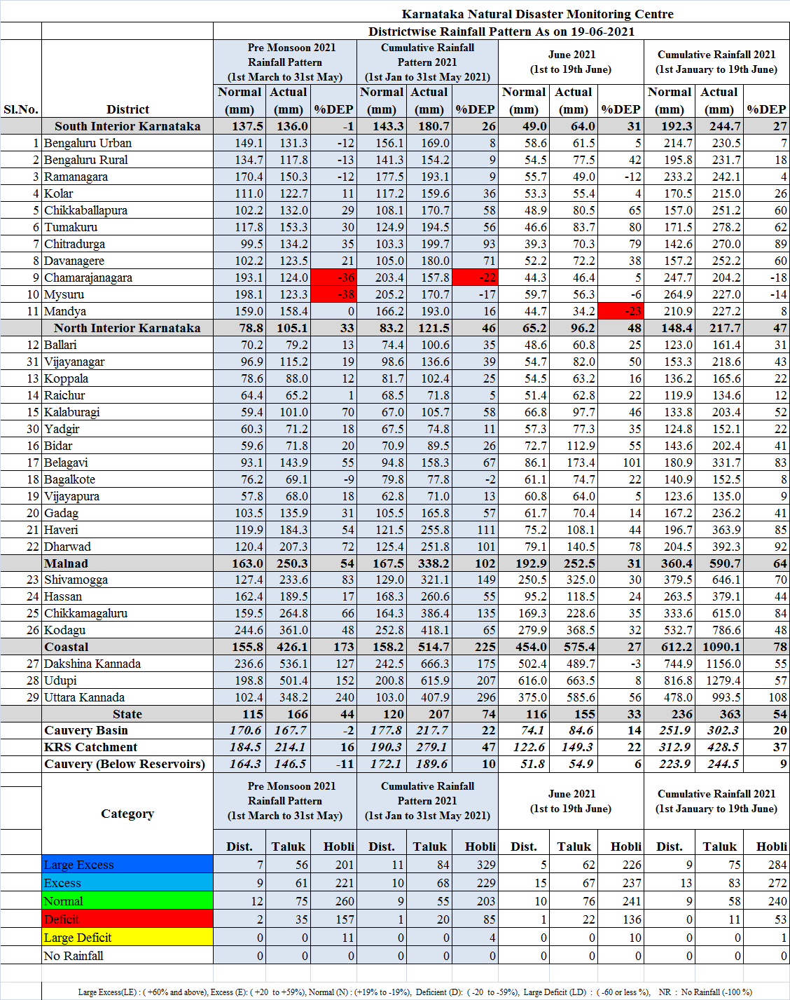 Karnataka Natural Disaster Monitoring Centre
Districtwise Rainfall Pattern As on 19-06-2021
Sl.No. District
Pre Monsoon 2021
Rainfall Pattern
(1st March to 31st May)
Cumulative Rainfall
Pattern 2021
(1st Jan to 31st May 2021)
June 2021
(1st to 19th June)
Cumulative Rainfall 2021
(1st January to 19th June)
Normal (mm) Actual (mm) %DEP Normal (mm) Actual (mm) %DEP Normal (mm) Actual (mm) %DEP Normal (mm) Actual (mm) %DEP
South Interior Karnataka 137.5 136.0 -1 143.3 180.7 26 49.0 64.0 31 192.3 244.7 27
1 Bengaluru Urban 149.1 131.3 -12 156.1 169.0 8 58.6 61.5 5 214.7 230.5 7
2 Bengaluru Rural 134.7 117.8 -13 141.3 154.2 9 54.5 77.5 42 195.8 231.7 18
3 Ramanagara 170.4 150.3 -12 177.5 193.1 9 55.7 49.0 -12 233.2 242.1 4
4 Kolar 111.0 122.7 11 117.2 159.6 36 53.3 55.4 4 170.5 215.0 26
5 Chikkaballapura 102.2 132.0 29 108.1 170.7 58 48.9 80.5 65 157.0 251.2 60
6 Tumakuru 117.8 153.3 30 124.9 194.5 56 46.6 83.7 80 171.5 278.2 62
7 Chitradurga 99.5 134.2 35 103.3 199.7 93 39.3 70.3 79 142.6 270.0 89
8 Davanagere 102.2 123.5 21 105.0 180.0 71 52.2 72.2 38 157.2 252.2 60
9 Chamarajanagara 193.1 124.0 -36 203.4 157.8 -22 44.3 46.4 5 247.7 204.2 -18
10 Mysuru 198.1 123.3 -38 205.2 170.7 -17 59.7 56.3 -6 264.9 227.0 -14
11 Mandya 159.0 158.4 0 166.2 193.0 16 44.7 34.2 -23 210.9 227.2 8
North Interior Karnataka 78.8 105.1 33 83.2 121.5 46 65.2 96.2 48 148.4 217.7 47
12 Ballari 70.2 79.2 13 74.4 100.6 35 48.6 60.8 25 123.0 161.4 31
31 Vijayanagar 96.9 115.2 19 98.6 136.6 39 54.7 82.0 50 153.3 218.6 43
13 Koppala 78.6 88.0 12 81.7 102.4 25 54.5 63.2 16 136.2 165.6 22
14 Raichur 64.4 65.2 1 68.5 71.8 5 51.4 62.8 22 119.9 134.6 12
15 Kalaburagi 59.4 101.0 70 67.0 105.7 58 66.8 97.7 46 133.8 203.4 52
30 Yadgir 60.3 71.2 18 67.5 74.8 11 57.3 77.3 35 124.8 152.1 22
16 Bidar 59.6 71.8 20 70.9 89.5 26 72.7 112.9 55 143.6 202.4 41
17 Belagavi 93.1 143.9 55 94.8 158.3 67 86.1 173.4 101 180.9 331.7 83
18 Bagalkote 76.2 69.1 -9 79.8 77.8 -2 61.1 74.7 22 140.9 152.5 8
19 Vijayapura 57.8 68.0 18 62.8 71.0 13 60.8 64.0 5 123.6 135.0 9
20 Gadag 103.5 135.9 31 105.5 165.8 57 61.7 70.4 14 167.2 236.2 41
21 Haveri 119.9 184.3 54 121.5 255.8 111 75.2 108.1 44 196.7 363.9 85
22 Dharwad 120.4 207.3 72 125.4 251.8 101 79.1 140.5 78 204.5 392.3 92
Malnad 163.0 250.3 54 167.5 338.2 102 192.9 252.5 31 360.4 590.7 64
23 Shivamogga 127.4 233.6 83 129.0 321.1 149 250.5 325.0 30 379.5 646.1 70
24 Hassan 162.4 189.5 17 168.3 260.6 55 95.2 118.5 24 263.5 379.1 44
25 Chikkamagaluru 159.5 264.8 66 164.3 386.4 135 169.3 228.6 35 333.6 615.0 84
26 Kodagu 244.6 361.0 48 252.8 418.1 65 279.9 368.5 32 532.7 786.6 48
Coastal 155.8 426.1 173 158.2 514.7 225 454.0 575.4 27 612.2 1090.1 78
27 Dakshina Kannada 236.6 536.1 127 242.5 666.3 175 502.4 489.7 -3 744.9 1156.0 55
28 Udupi 198.8 501.4 152 200.8 615.9 207 616.0 663.5 8 816.8 1279.4 57
29 Uttara Kannada 102.4 348.2 240 103.0 407.9 296 375.0 585.6 56 478.0 993.5 108
State 115 166 44 120 207 74 116 155 33 236 363 54
Cauvery Basin 170.6 167.7 -2 177.8 217.7 22 74.1 84.6 14 251.9 302.3 20
KRS Catchment 184.5 214.1 16 190.3 279.1 47 122.6 149.3 22 312.9 428.5 37
Cauvery (Below Reservoirs) 164.3 146.5 -11 172.1 189.6 10 51.8 54.9 6 223.9 244.5 9
Category
Pre Monsoon 2021
Rainfall Pattern
(1st March to 31st May)
Cumulative Rainfall
Pattern 2021
(1st Jan to 31st May 2021)
June 2021
(1st to 19th June)
Cumulative Rainfall 2021
(1st January to 19th June)
Dist. Taluk Hobli Dist. Taluk Hobli Dist. Taluk Hobli Dist. Taluk Hobli
Large Excess 7 56 201 11 84 329 5 62 226 9 75 284
Excess 9 61 221 10 68 229 15 67 237 13 83 272
Normal 12 75 260 9 55 203 10 76 241 9 58 240
Deficit 2 35 157 1 20 85 1 22 136 0 11 53
Large Deficit 0 0 11 0 0 4 0 0 10 0 0 1
No Rainfall 0 0 0 0 0 0 0 0 0 0 0 0
Large Excess(LE) : ( +60% and above), Excess (E): ( +20 to +59%), Normal (N) : (+19% to -19%), Deficient (D): ( -20 to -59%), Large Deficit (LD) : ( -60 or less %), NR : No Rainfall (-100 %)